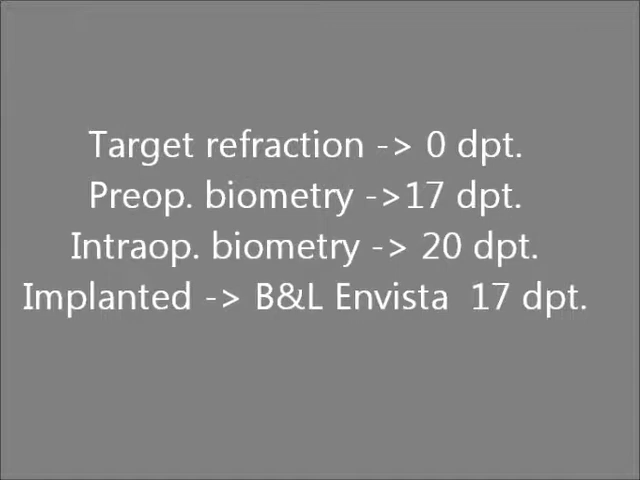 Target refraction -> 0 dpt.
Preop. biometry ->17 dpt.
Intraop. biometry -> 20 dpt.
Implanted -> B&L Envista  17 dpt.